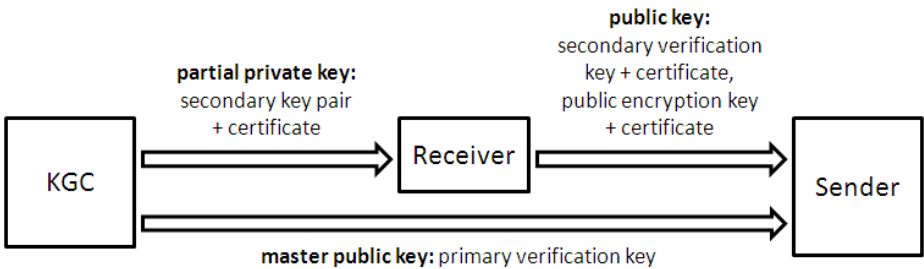 public key:
secondary verification
key + certificate,
public encryption key
+ certificate
partial private key:
secondary key pair
+ certificate
KGC
Receiver
Sender
master public key: primary verification key